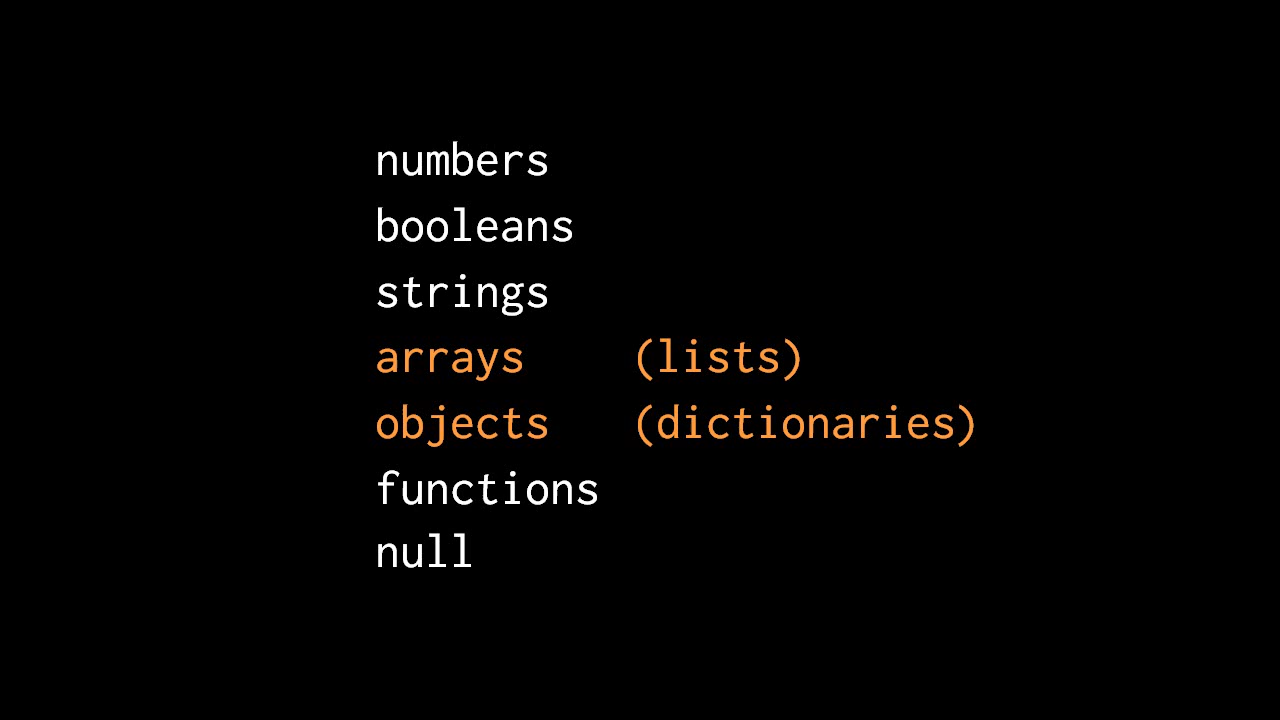 numbers
booleans
strings
arrays (lists)
objects (dictionaries)
functions
null